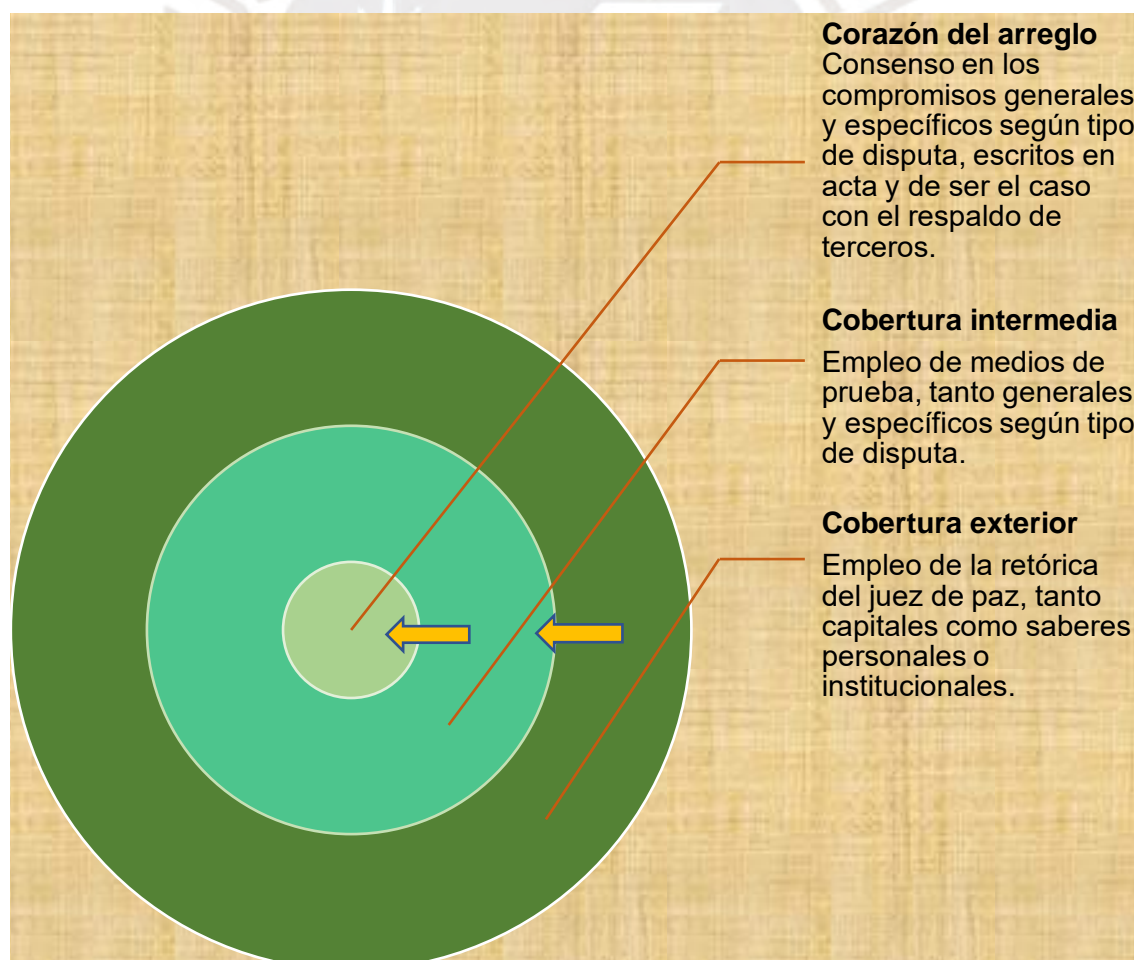 Corazón del arreglo
Consenso en los
compromisos generales
y específicos según tipo
de disputa, escritos en
acta y de ser el caso
con el respaldo de
terceros.
Cobertura intermedia
Empleo de medios de
prueba, tanto generales
y específicos según tipo
de disputa.
Cobertura exterior
Empleo de la retórica
del juez de paz, tanto
capitales como saberes
personales o
institucionales.